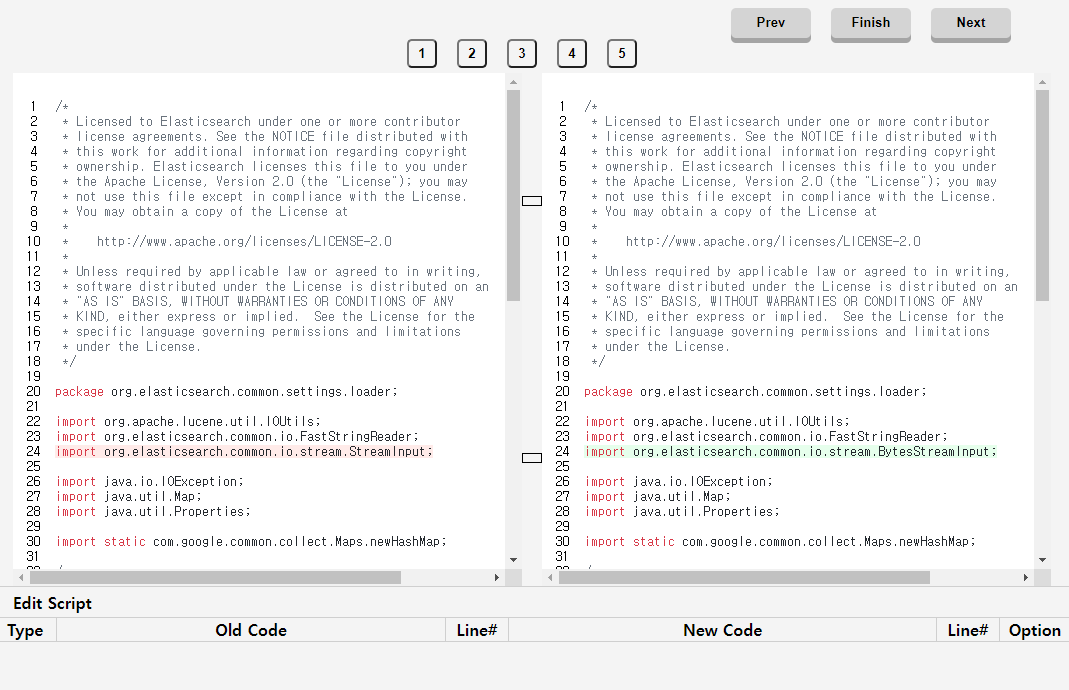 Prev Finish Next
1 2 3 4 5
1 /*
2 * Licensed to Elasticsearch under one or more contributor
3 * license agreements. See the NOTICE file distributed with
4 * this work for additional information regarding copyright
5 * ownership. Elasticsearch licenses this file to you under
6 * the Apache License, Version 2.0 (the "License"); you may
7 * not use this file except in compliance with the License.
8 * You may obtain a copy of the License at
9 *
10 *    http://www.apache.org/licenses/LICENSE-2.0
11 *
12 * Unless required by applicable law or agreed to in writing,
13 * software distributed under the License is distributed on an
14 * "AS IS" BASIS, WITHOUT WARRANTIES OR CONDITIONS OF ANY
15 * KIND, either express or implied.  See the License for the
16 * specific language governing permissions and limitations
17 * under the License.
18 */
19
20 package org.elasticsearch.common.settings.loader;
21
22 import org.apache.lucene.util.IOUtils;
23 import org.elasticsearch.common.io.FastStringReader;
24 import org.elasticsearch.common.io.stream.StreamInput;
25
26 import java.io.IOException;
27 import java.util.Map;
28 import java.util.Properties;
29
30 import static com.google.common.collect.Maps.newHashMap;
31
1 /*
2 * Licensed to Elasticsearch under one or more contributor
3 * license agreements. See the NOTICE file distributed with
4 * this work for additional information regarding copyright
5 * ownership. Elasticsearch licenses this file to you under
6 * the Apache License, Version 2.0 (the "License"); you may
7 * not use this file except in compliance with the License.
8 * You may obtain a copy of the License at
9 *
10 *    http://www.apache.org/licenses/LICENSE-2.0
11 *
12 * Unless required by applicable law or agreed to in writing,
13 * software distributed under the License is distributed on an
14 * "AS IS" BASIS, WITHOUT WARRANTIES OR CONDITIONS OF ANY
15 * KIND, either express or implied.  See the License for the
16 * specific language governing permissions and limitations
17 * under the License.
18 */
19
20 package org.elasticsearch.common.settings.loader;
21
22 import org.apache.lucene.util.IOUtils;
23 import org.elasticsearch.common.io.FastStringReader;
24 import org.elasticsearch.common.io.stream.BytesStreamInput;
25
26 import java.io.IOException;
27 import java.util.Map;
28 import java.util.Properties;
29
30 import static com.google.common.collect.Maps.newHashMap;
31
Edit Script
Type Old Code Line# New Code Line# Option